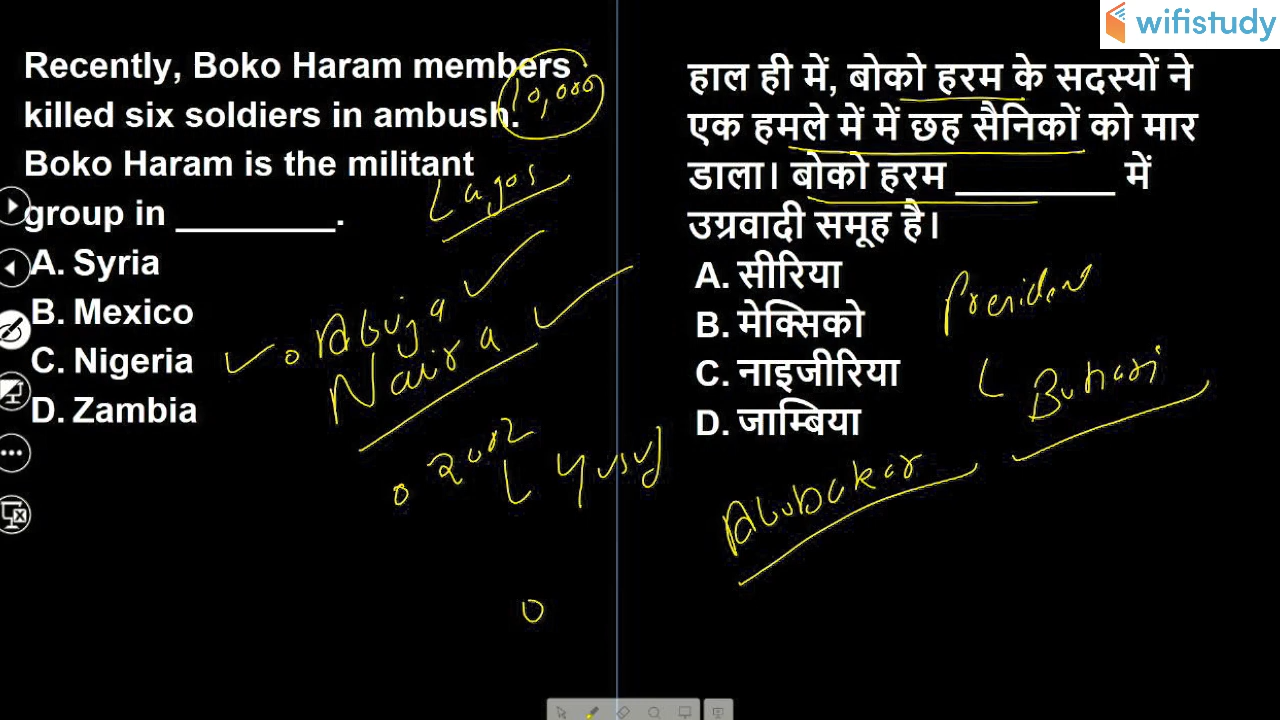 wifistudy
Recently, Boko Haram members
killed six soldiers in ambush.
Boko Haram is the militant
group in ________.
A. Syria
B. Mexico
C. Nigeria
D. Zambia
10,000
Lagos
Abuja
Naira
2002
Yusuf
हाल ही में, बोको हरम के सदस्यों ने
एक हमले में में छह सैनिकों को मार
डाला। बोको हरम ________ में
उग्रवादी समूह है।
A. सीरिया
B. मेक्सिको
C. नाइजीरिया
D. जाम्बिया
President
Buhari
Abubakar